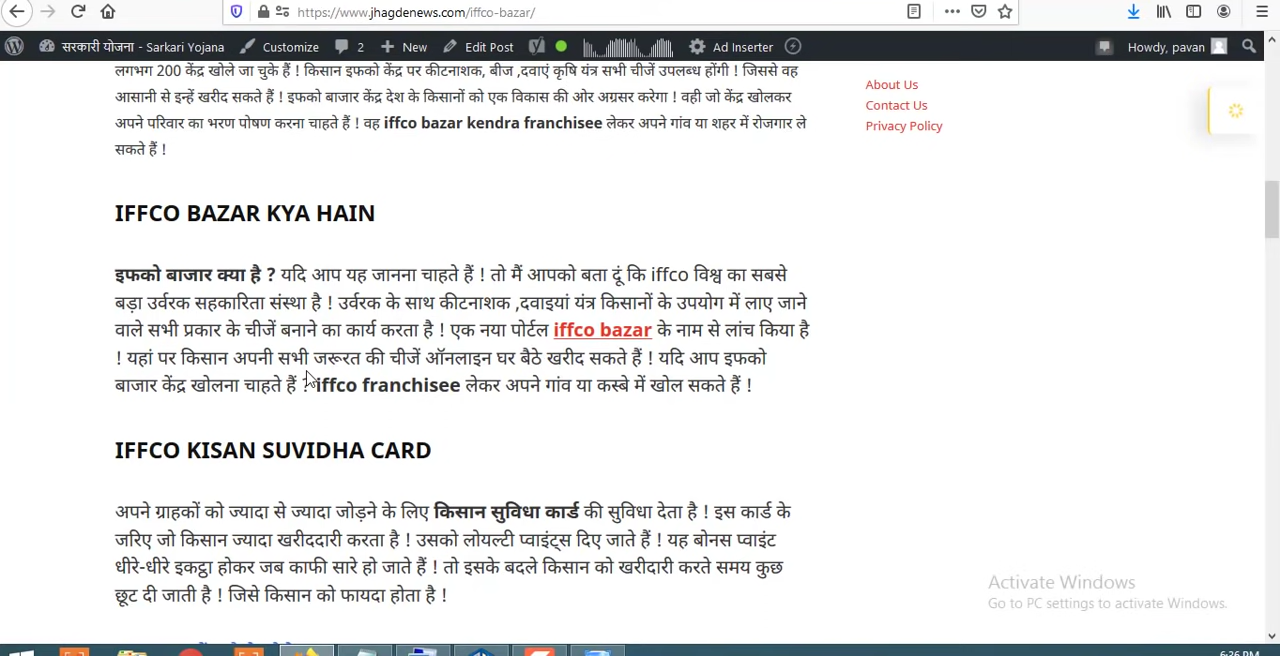 https://www.jhagdenews.com/iffco-bazar/
सरकारी योजना - Sarkari Yojana Customize 2 New Edit Post Ad Inserter Howdy, pavan
लगभग 200 केंद्र खोले जा चुके हैं ! किसान इफको केंद्र पर कीटनाशक, बीज ,दवाएं कृषि यंत्र सभी चीजें उपलब्ध होंगी ! जिससे वह
आसानी से इन्हें खरीद सकते हैं ! इफको बाजार केंद्र देश के किसानों को एक विकास की ओर अग्रसर करेगा ! वही जो केंद्र खोलकर
अपने परिवार का भरण पोषण करना चाहते हैं ! वह iffco bazar kendra franchisee लेकर अपने गांव या शहर में रोजगार ले
सकते हैं !
About Us
Contact Us
Privacy Policy
IFFCO BAZAR KYA HAIN
इफको बाजार क्या है ? यदि आप यह जानना चाहते हैं ! तो मैं आपको बता दूं कि iffco विश्व का सबसे
बड़ा उर्वरक सहकारिता संस्था है ! उर्वरक के साथ कीटनाशक ,दवाइयां यंत्र किसानों के उपयोग में लाए जाने
वाले सभी प्रकार के चीजें बनाने का कार्य करता है ! एक नया पोर्टल iffco bazar के नाम से लांच किया है
! यहां पर किसान अपनी सभी जरूरत की चीजें ऑनलाइन घर बैठे खरीद सकते हैं ! यदि आप इफको
बाजार केंद्र खोलना चाहते हैं ! iffco franchisee लेकर अपने गांव या कस्बे में खोल सकते हैं !
IFFCO KISAN SUVIDHA CARD
अपने ग्राहकों को ज्यादा से ज्यादा जोड़ने के लिए किसान सुविधा कार्ड की सुविधा देता है ! इस कार्ड के
जरिए जो किसान ज्यादा खरीददारी करता है ! उसको लोयल्टी प्वाइंट्स दिए जाते हैं ! यह बोनस प्वाइंट
धीरे-धीरे इकट्ठा होकर जब काफी सारे हो जाते हैं ! तो इसके बदले किसान को खरीदारी करते समय कुछ
छूट दी जाती है ! जिसे किसान को फायदा होता है !
Activate Windows
Go to PC settings to activate Windows.
6:26 PM